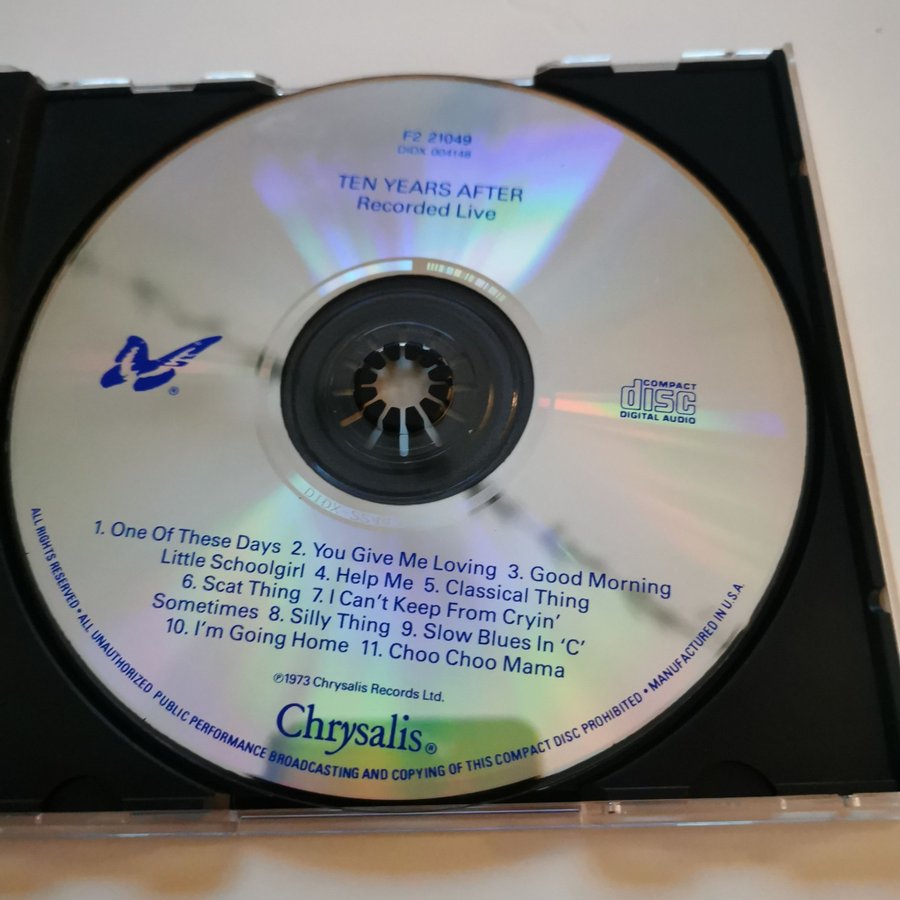 F2 21049
DIDX 004148
TEN YEARS AFTER
Recorded Live
®
COMPACT
disc
DIGITAL AUDIO
1. One Of These Days 2. You Give Me Loving 3. Good Morning
Little Schoolgirl 4. Help Me 5. Classical Thing
6. Scat Thing 7. I Can't Keep From Cryin'
Sometimes 8. Silly Thing 9. Slow Blues In 'C'
10. I'm Going Home 11. Choo Choo Mama
℗1973 Chrysalis Records Ltd.
Chrysalis®
ALL RIGHTS RESERVED • ALL UNAUTHORIZED PUBLIC PERFORMANCE BROADCASTING AND COPYING OF THIS COMPACT DISC PROHIBITED • MANUFACTURED IN U.S.A.